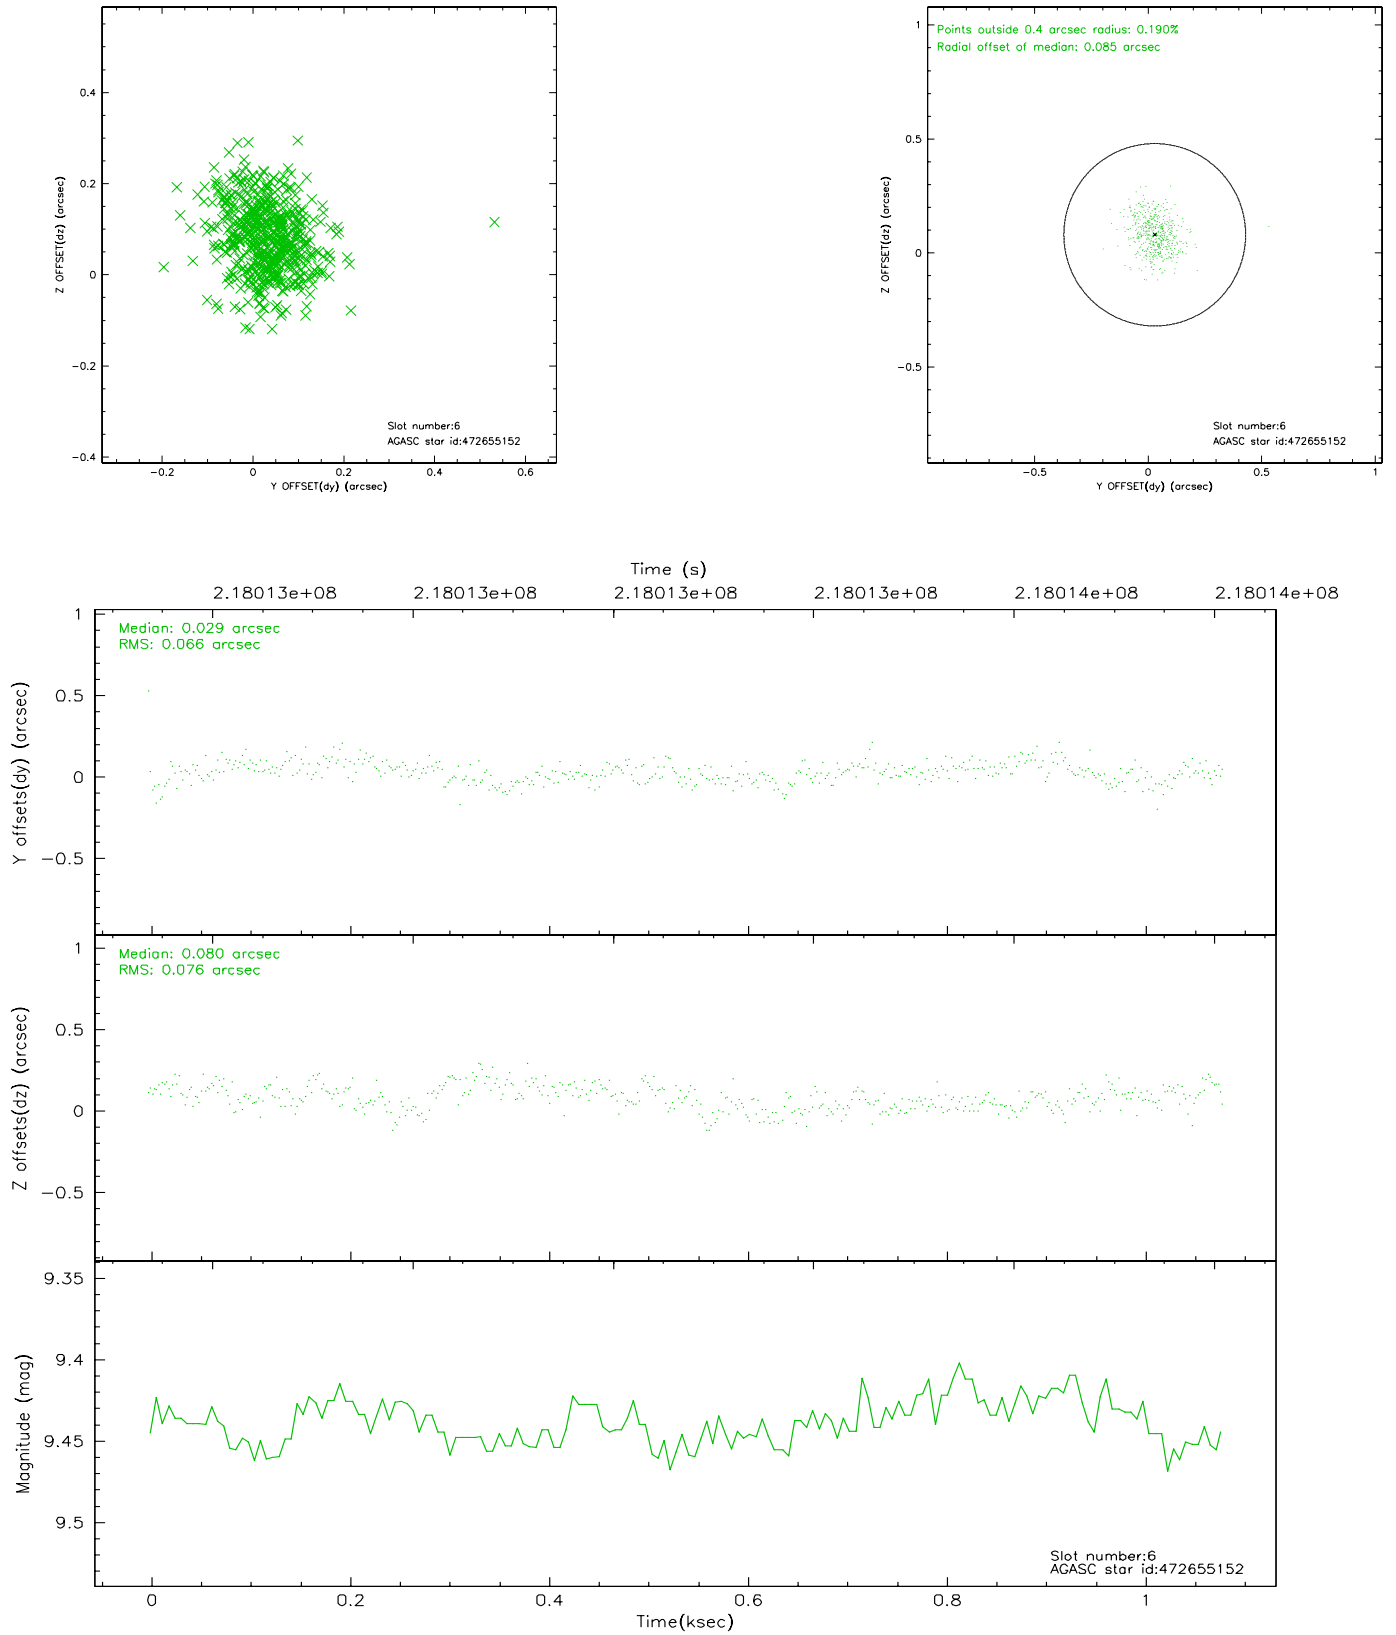 Z OFFSET(dz) (arcsec)
0.4
0.2
0
−0.2
−0.4
Slot number:6
AGASC star id:472655152
−0.2 0 0.2 0.4 0.6
Y OFFSET(dy) (arcsec)
Points outside 0.4 arcsec radius: 0.190%
Radial offset of median: 0.085 arcsec
Z OFFSET(dz) (arcsec)
1
0.5
0
−0.5
Slot number:6
AGASC star id:472655152
−0.5 0 0.5 1
Y OFFSET(dy) (arcsec)
Time (s)
2.18013e+08 2.18013e+08 2.18013e+08 2.18013e+08 2.18014e+08 2.18014e+08
Median: 0.029 arcsec
RMS: 0.066 arcsec
Y offsets(dy) (arcsec)
1
0.5
0
−0.5
Median: 0.080 arcsec
RMS: 0.076 arcsec
Z offsets(dz) (arcsec)
1
0.5
0
−0.5
Magnitude (mag)
9.35
9.4
9.45
9.5
Slot number:6
AGASC star id:472655152
0 0.2 0.4 0.6 0.8 1
Time(ksec)